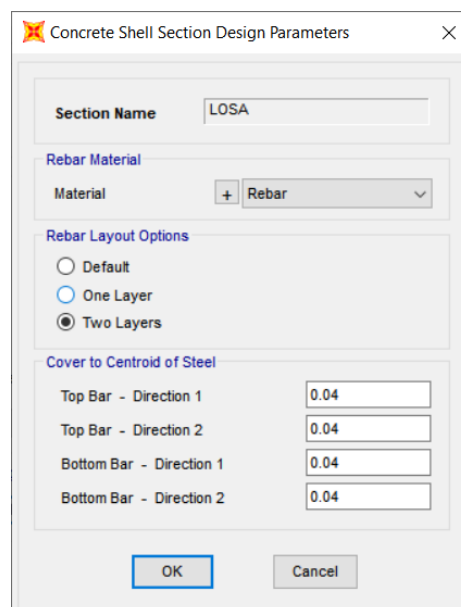 Concrete Shell Section Design Parameters
Section Name LOSA
Rebar Material
Material + Rebar
Rebar Layout Options
Default
One Layer
Two Layers
Cover to Centroid of Steel
Top Bar - Direction 1 0.04
Top Bar - Direction 2 0.04
Bottom Bar - Direction 1 0.04
Bottom Bar - Direction 2 0.04
OK Cancel